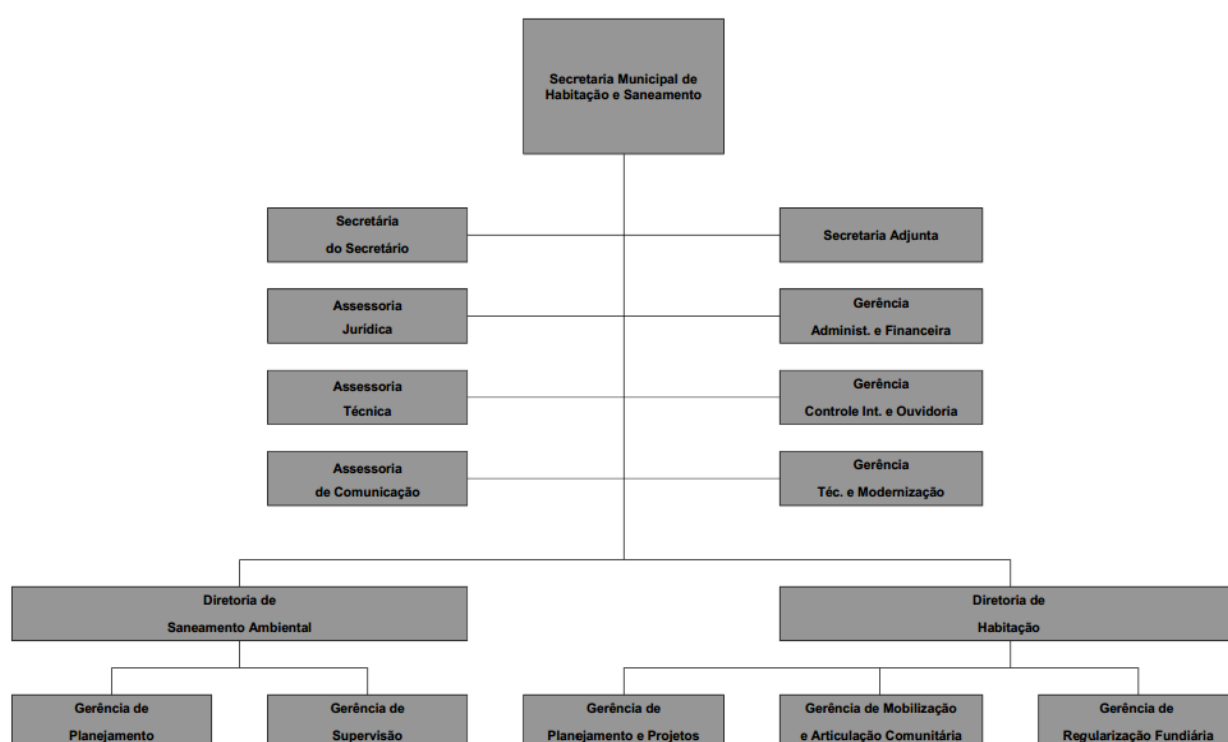 Secretaria Municipal de
Habitação e Saneamento
Secretária
do Secretário
Secretaria Adjunta
Assessoria
Jurídica
Gerência
Administ. e Financeira
Assessoria
Técnica
Gerência
Controle Int. e Ouvidoria
Assessoria
de Comunicação
Gerência
Téc. e Modernização
Diretoria de
Saneamento Ambiental
Diretoria de
Habitação
Gerência de
Planejamento
Gerência de
Supervisão
Gerência de
Planejamento e Projetos
Gerência de Mobilização
e Articulação Comunitária
Gerência de
Regularização Fundiária